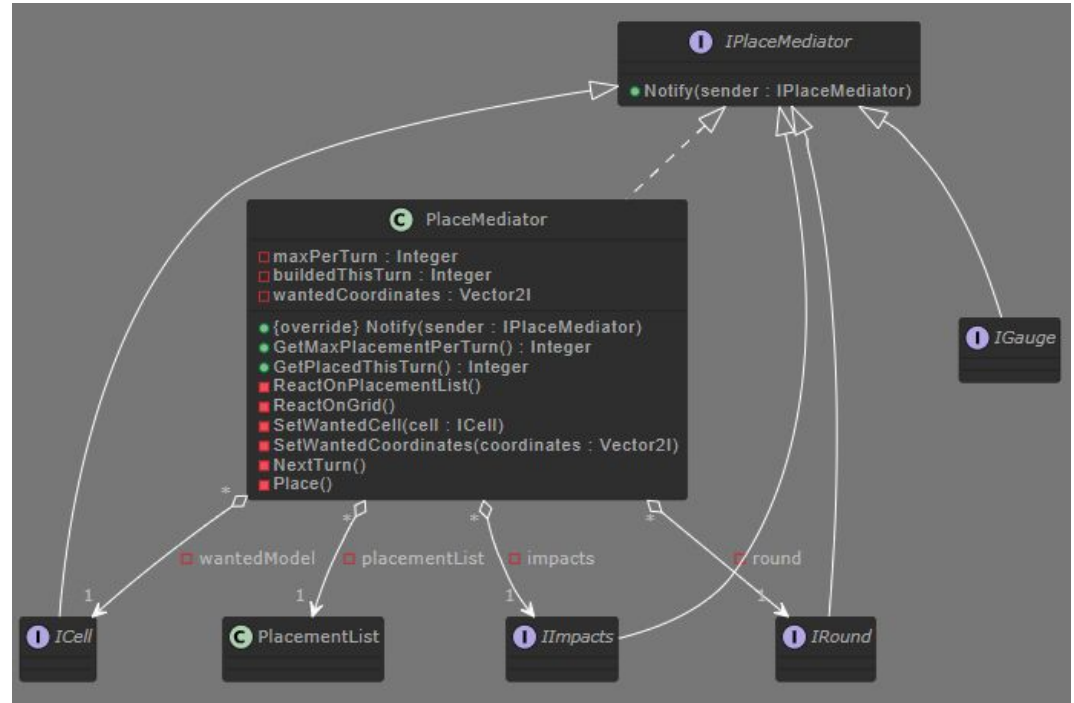 I IPlaceMediator
Notify(sender : IPlaceMediator)
C PlaceMediator
maxPerTurn : Integer
buildedThisTurn : Integer
wantedCoordinates : Vector2I
{override} Notify(sender : IPlaceMediator)
GetMaxPlacementPerTurn() : Integer
GetPlacedThisTurn() : Integer
ReactOnPlacementList()
ReactOnGrid()
SetWantedCell(cell : ICell)
SetWantedCoordinates(coordinates : Vector2I)
NextTurn()
Place()
I IGauge
* * * *
wantedModel placementList impacts round
1 1 1 1
I ICell C PlacementList I IImpacts I IRound